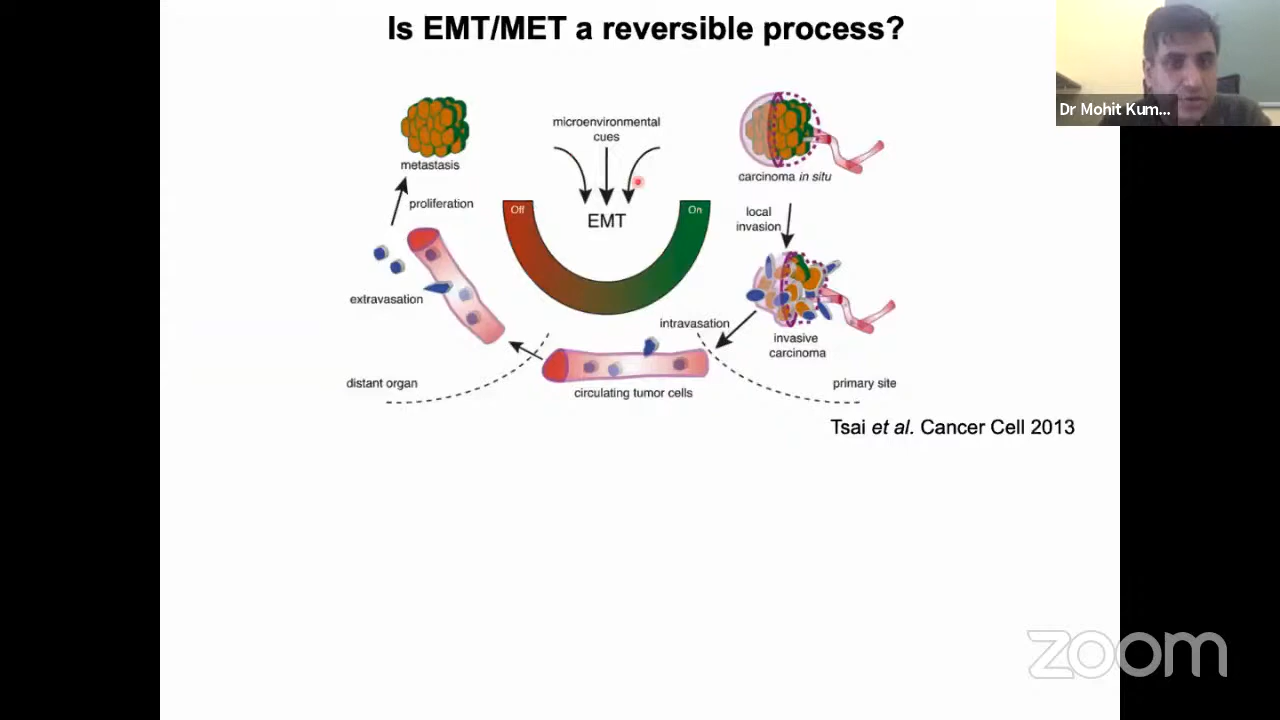 Is EMT/MET a reversible process?
Dr Mohit Kum...
microenvironmental
cues
metastasis
carcinoma in situ
proliferation
Off
EMT
On
local
invasion
extravasation
intravasation
invasive
carcinoma
distant organ
circulating tumor cells
primary site
Tsai et al. Cancer Cell 2013
zoom